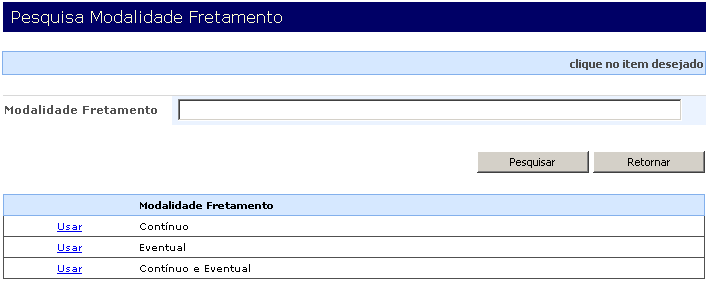 Pesquisa Modalidade Fretamento
clique no item desejado
Modalidade Fretamento
Pesquisar Retornar
Modalidade Fretamento
Usar Contínuo
Usar Eventual
Usar Contínuo e Eventual